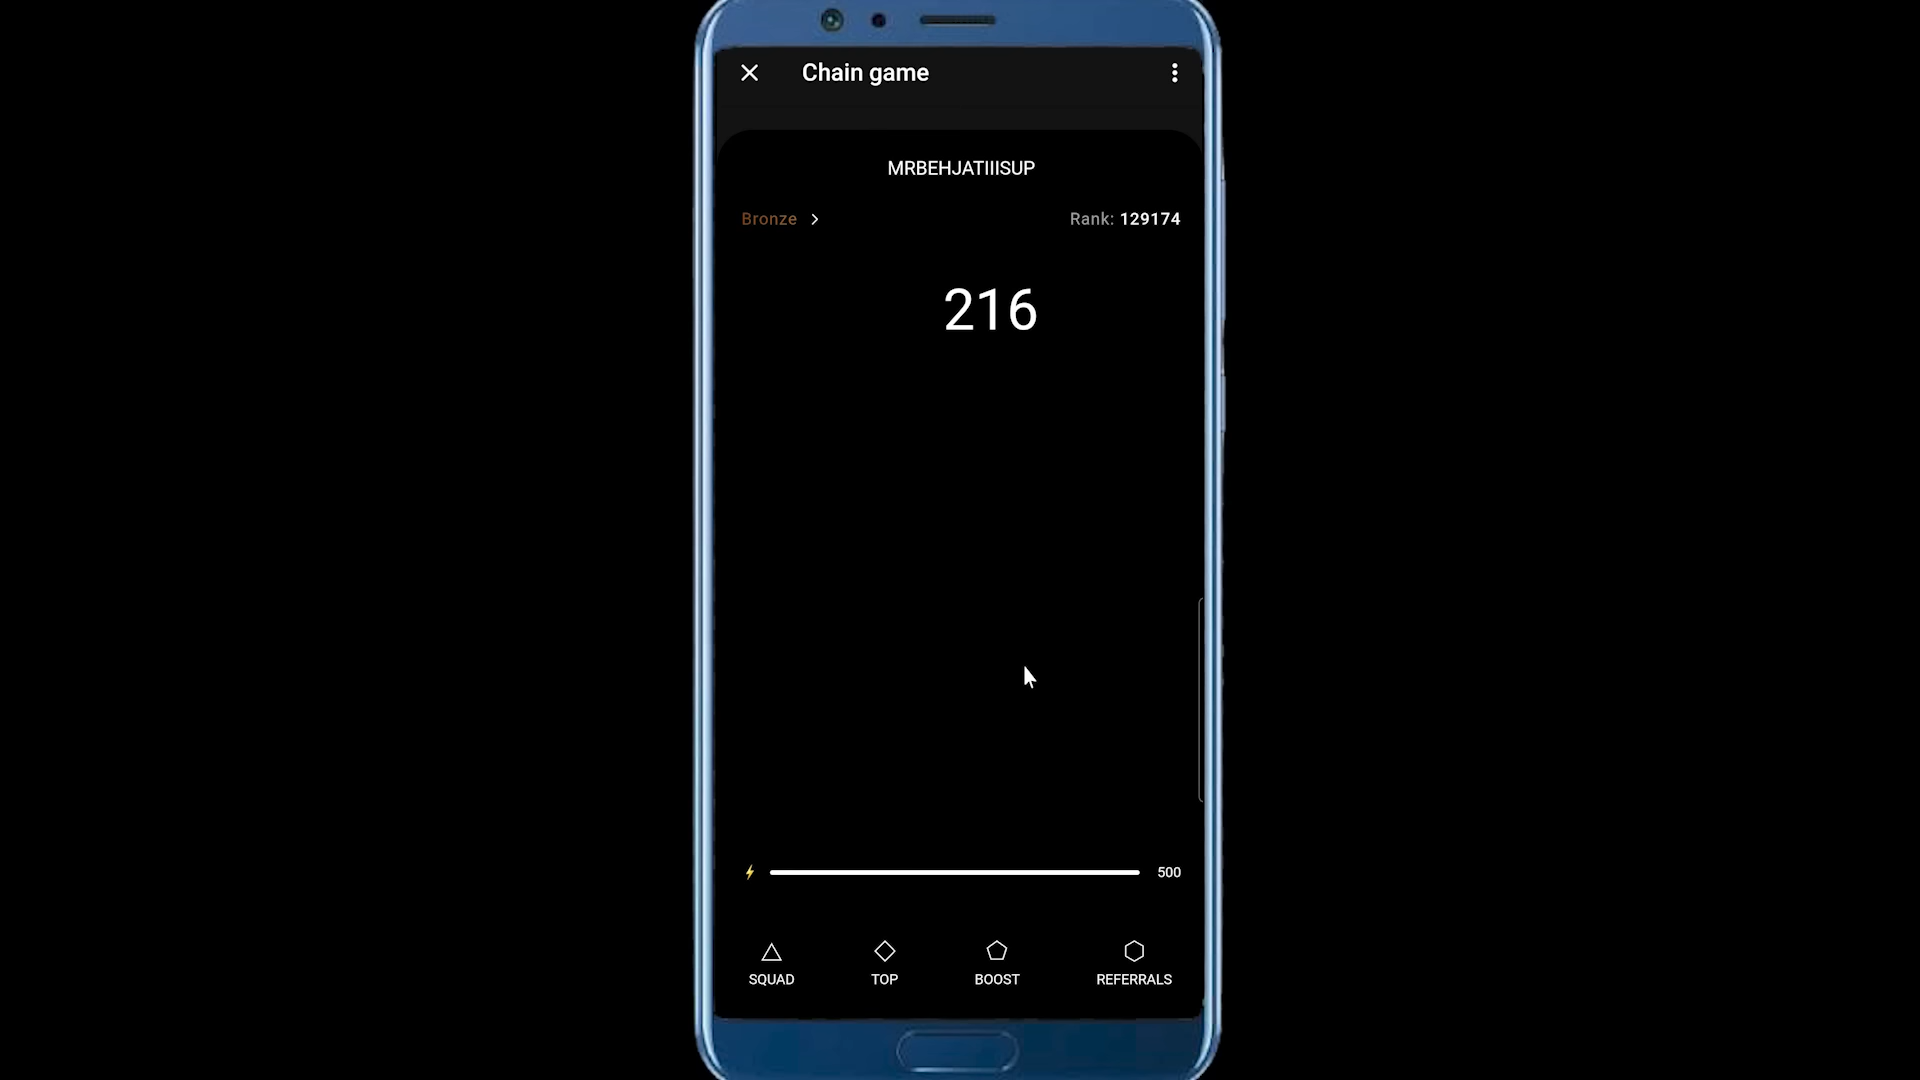 Chain game
MRBEHJATIIISUP
Bronze
Rank: 129174
216
500
SQUAD
TOP
BOOST
REFERRALS